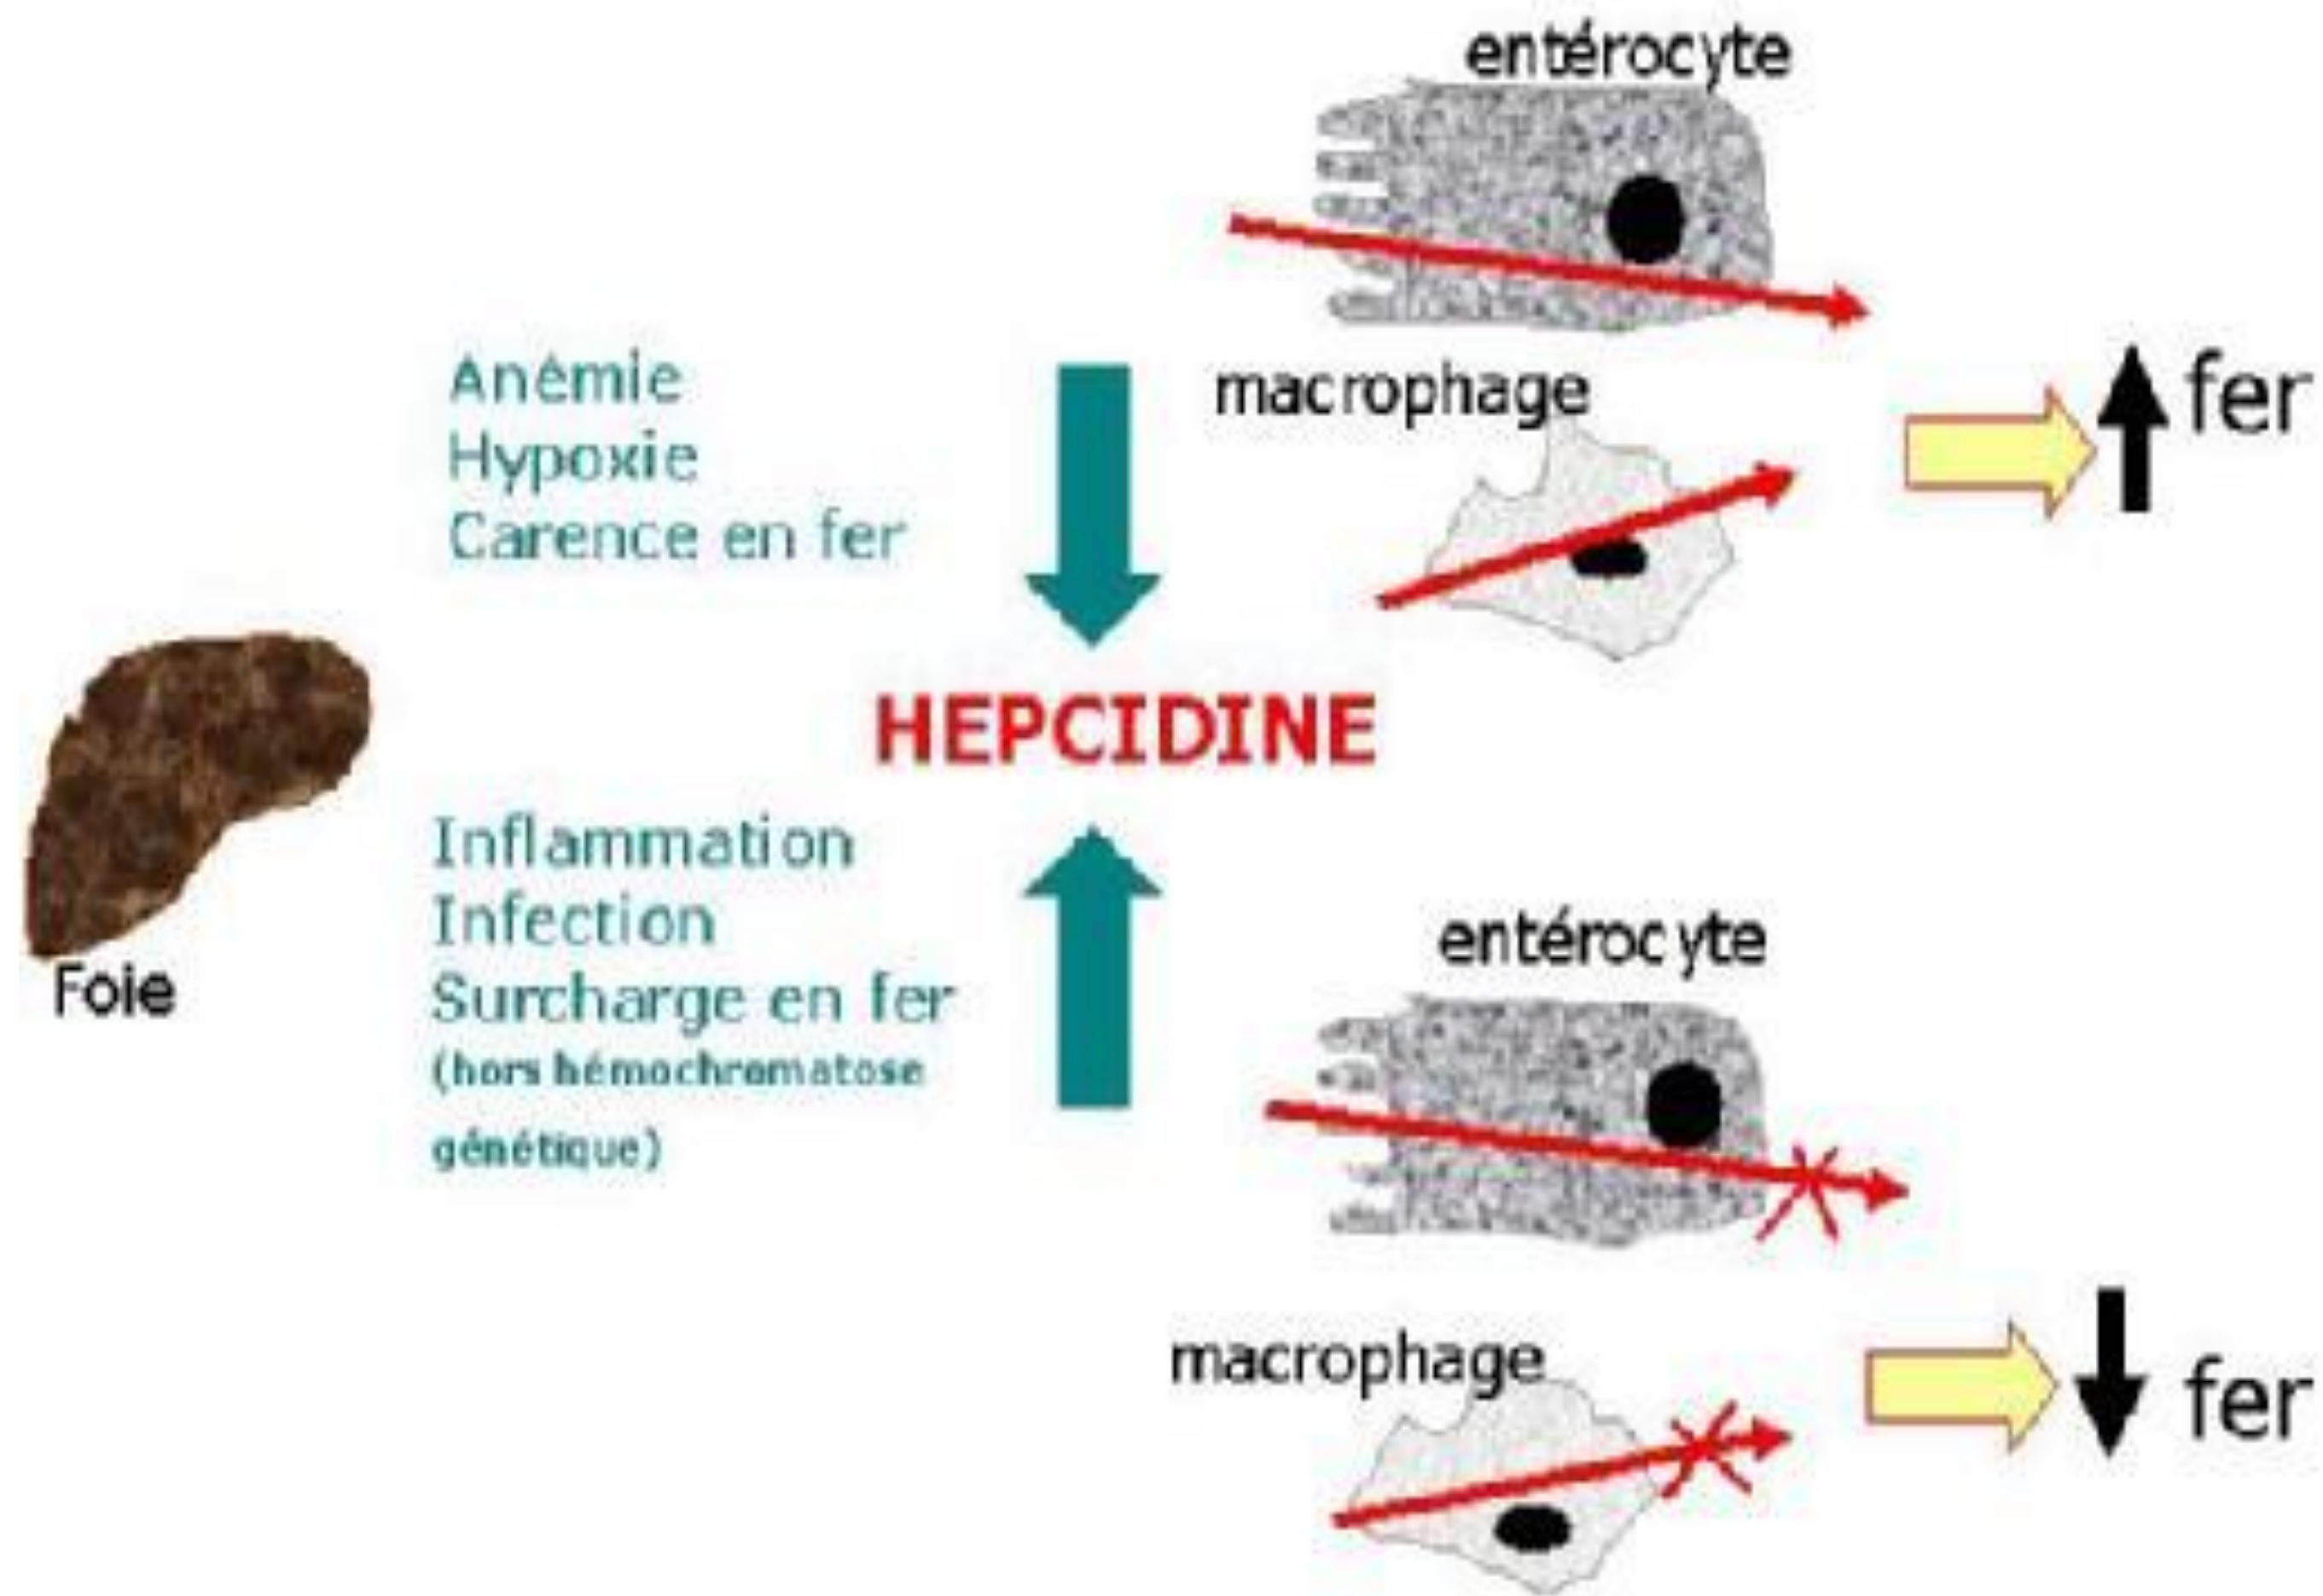 entérocyte
Anémie
Hypoxie
Carence en fer
macrophage
fer
HEPCIDINE
Foie
Inflammation
Infection
Surcharge en fer
(hors hémochromatose
génétique)
entérocyte
macrophage
fer